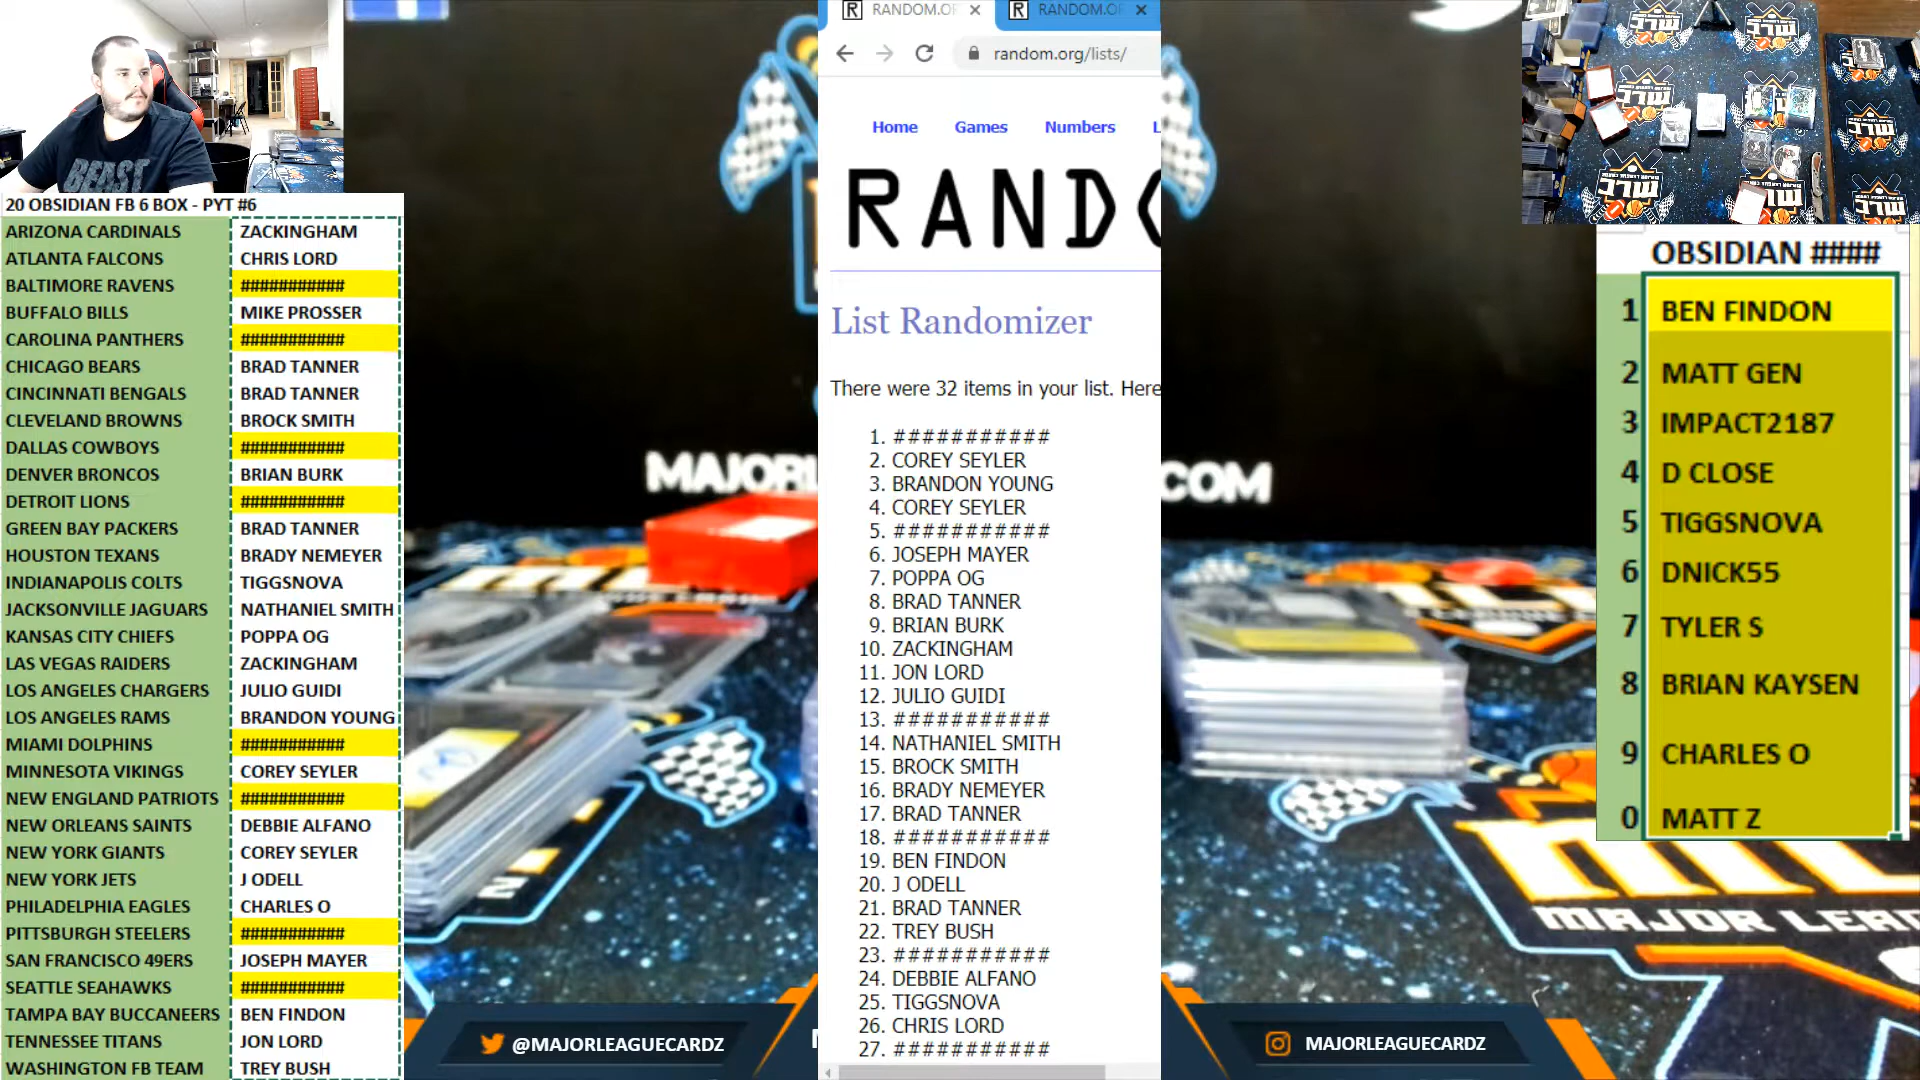 BEAST
20 OBSIDIAN FB 6 BOX - PYT #6
ARIZONA CARDINALS ZACKINGHAM
ATLANTA FALCONS CHRIS LORD
BALTIMORE RAVENS ###########
BUFFALO BILLS MIKE PROSSER
CAROLINA PANTHERS ###########
CHICAGO BEARS BRAD TANNER
CINCINNATI BENGALS BRAD TANNER
CLEVELAND BROWNS BROCK SMITH
DALLAS COWBOYS ###########
DENVER BRONCOS BRIAN BURK
DETROIT LIONS ###########
GREEN BAY PACKERS BRAD TANNER
HOUSTON TEXANS BRADY NEMEYER
INDIANAPOLIS COLTS TIGGSNOVA
JACKSONVILLE JAGUARS NATHANIEL SMITH
KANSAS CITY CHIEFS POPPA OG
LAS VEGAS RAIDERS ZACKINGHAM
LOS ANGELES CHARGERS JULIO GUIDI
LOS ANGELES RAMS BRANDON YOUNG
MIAMI DOLPHINS ###########
MINNESOTA VIKINGS COREY SEYLER
NEW ENGLAND PATRIOTS ###########
NEW ORLEANS SAINTS DEBBIE ALFANO
NEW YORK GIANTS COREY SEYLER
NEW YORK JETS J ODELL
PHILADELPHIA EAGLES CHARLES O
PITTSBURGH STEELERS ###########
SAN FRANCISCO 49ERS JOSEPH MAYER
SEATTLE SEAHAWKS ###########
TAMPA BAY BUCCANEERS BEN FINDON
TENNESSEE TITANS JON LORD
WASHINGTON FB TEAM TREY BUSH
MAJORL
.COM
MAJOR LEA
@MAJORLEAGUECARDZ
RANDOM.O
RANDOM.O
random.org/lists/
Home Games Numbers L
RANDO
List Randomizer
There were 32 items in your list. Here
1. ###########
2. COREY SEYLER
3. BRANDON YOUNG
4. COREY SEYLER
5. ###########
6. JOSEPH MAYER
7. POPPA OG
8. BRAD TANNER
9. BRIAN BURK
10. ZACKINGHAM
11. JON LORD
12. JULIO GUIDI
13. ###########
14. NATHANIEL SMITH
15. BROCK SMITH
16. BRADY NEMEYER
17. BRAD TANNER
18. ###########
19. BEN FINDON
20. J ODELL
21. BRAD TANNER
22. TREY BUSH
23. ###########
24. DEBBIE ALFANO
25. TIGGSNOVA
26. CHRIS LORD
27. ###########
OBSIDIAN ####
1 BEN FINDON
2 MATT GEN
3 IMPACT2187
4 D CLOSE
5 TIGGSNOVA
6 DNICK55
7 TYLER S
8 BRIAN KAYSEN
9 CHARLES O
0 MATT Z
MAJORLEAGUECARDZ